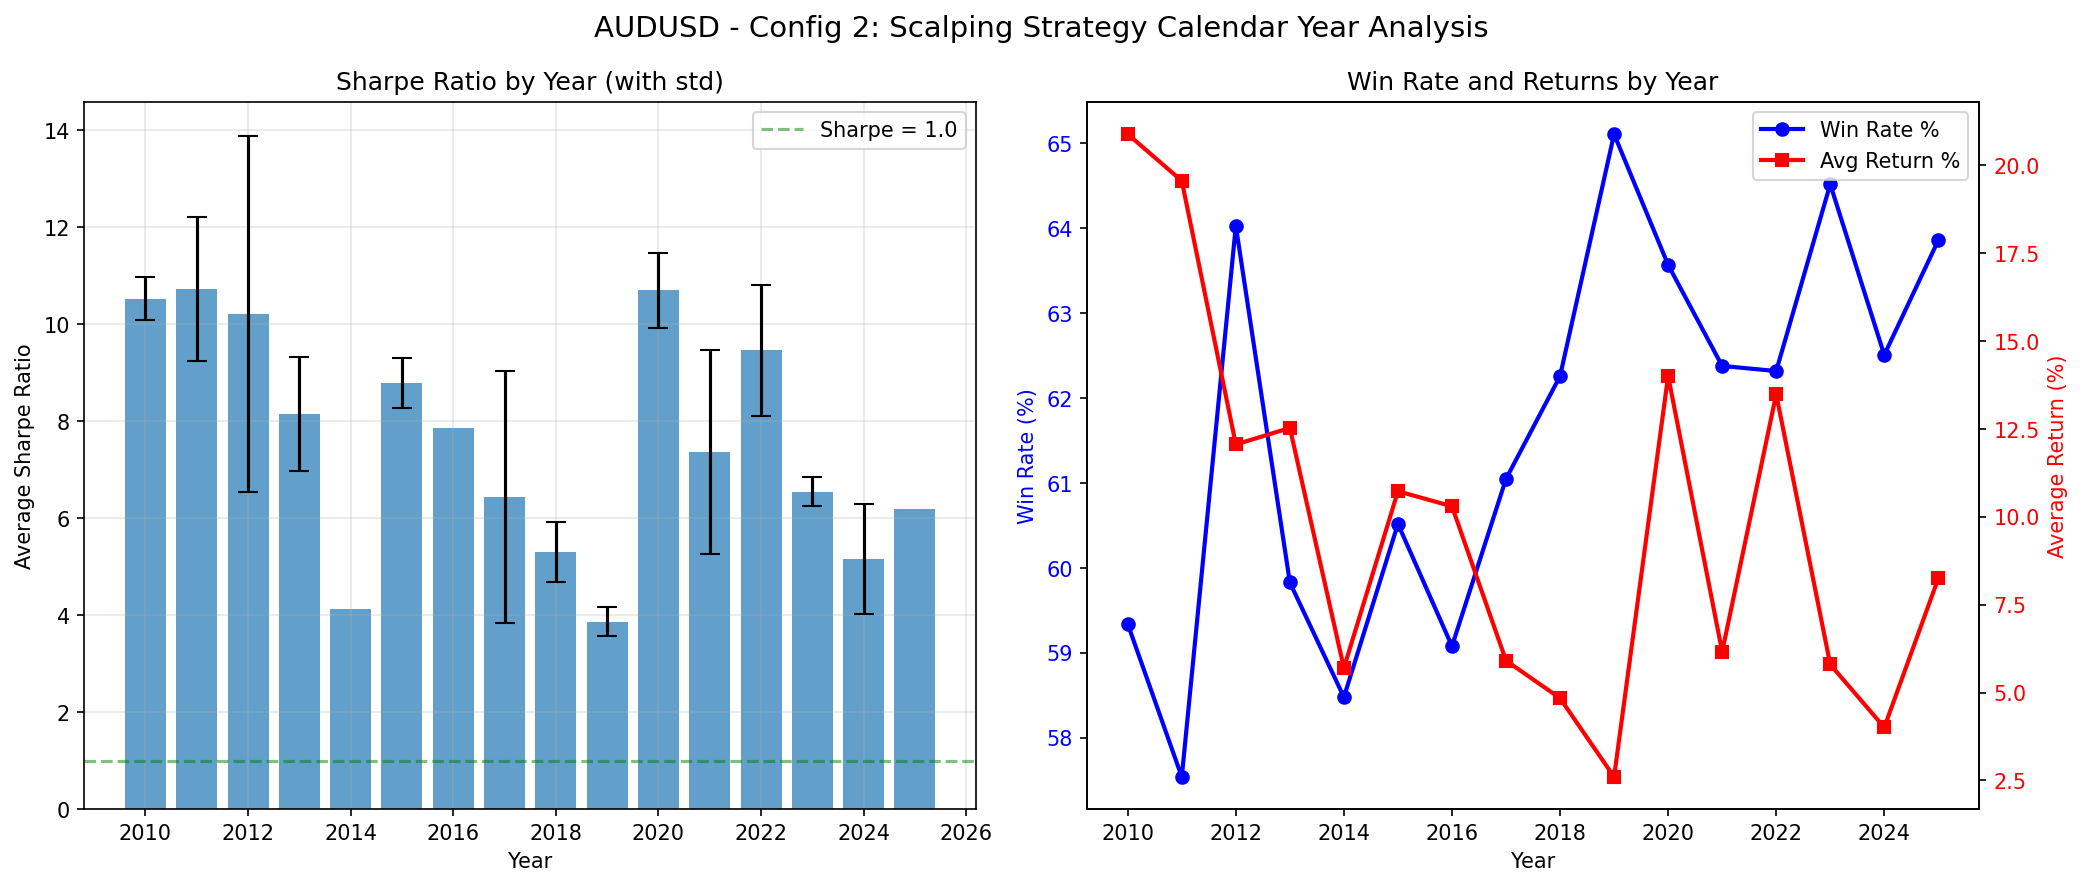 AUDUSD - Config 2: Scalping Strategy Calendar Year Analysis
Sharpe Ratio by Year (with std)
Sharpe = 1.0
Average Sharpe Ratio
14
12
10
8
6
4
2
0
2010 2012 2014 2016 2018 2020 2022 2024 2026
Year
Win Rate and Returns by Year
Win Rate %
Avg Return %
Win Rate (%)
65
64
63
62
61
60
59
58
20.0
17.5
15.0
12.5
10.0
7.5
5.0
2.5
Average Return (%)
2010 2012 2014 2016 2018 2020 2022 2024
Year